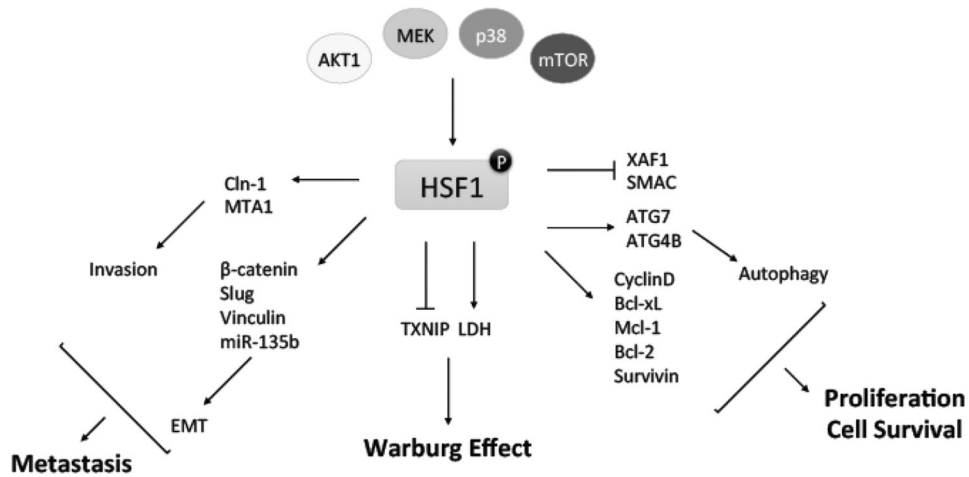 AKT1
MEK
p38
mTOR
P
HSF1
Cln-1
MTA1
XAF1
SMAC
ATG7
ATG4B
Invasion
β-catenin
Slug
Vinculin
miR-135b
TXNIP LDH
CyclinD
Bcl-xL
Mcl-1
Bcl-2
Survivin
Autophagy
EMT
Metastasis
Warburg Effect
Proliferation
Cell Survival